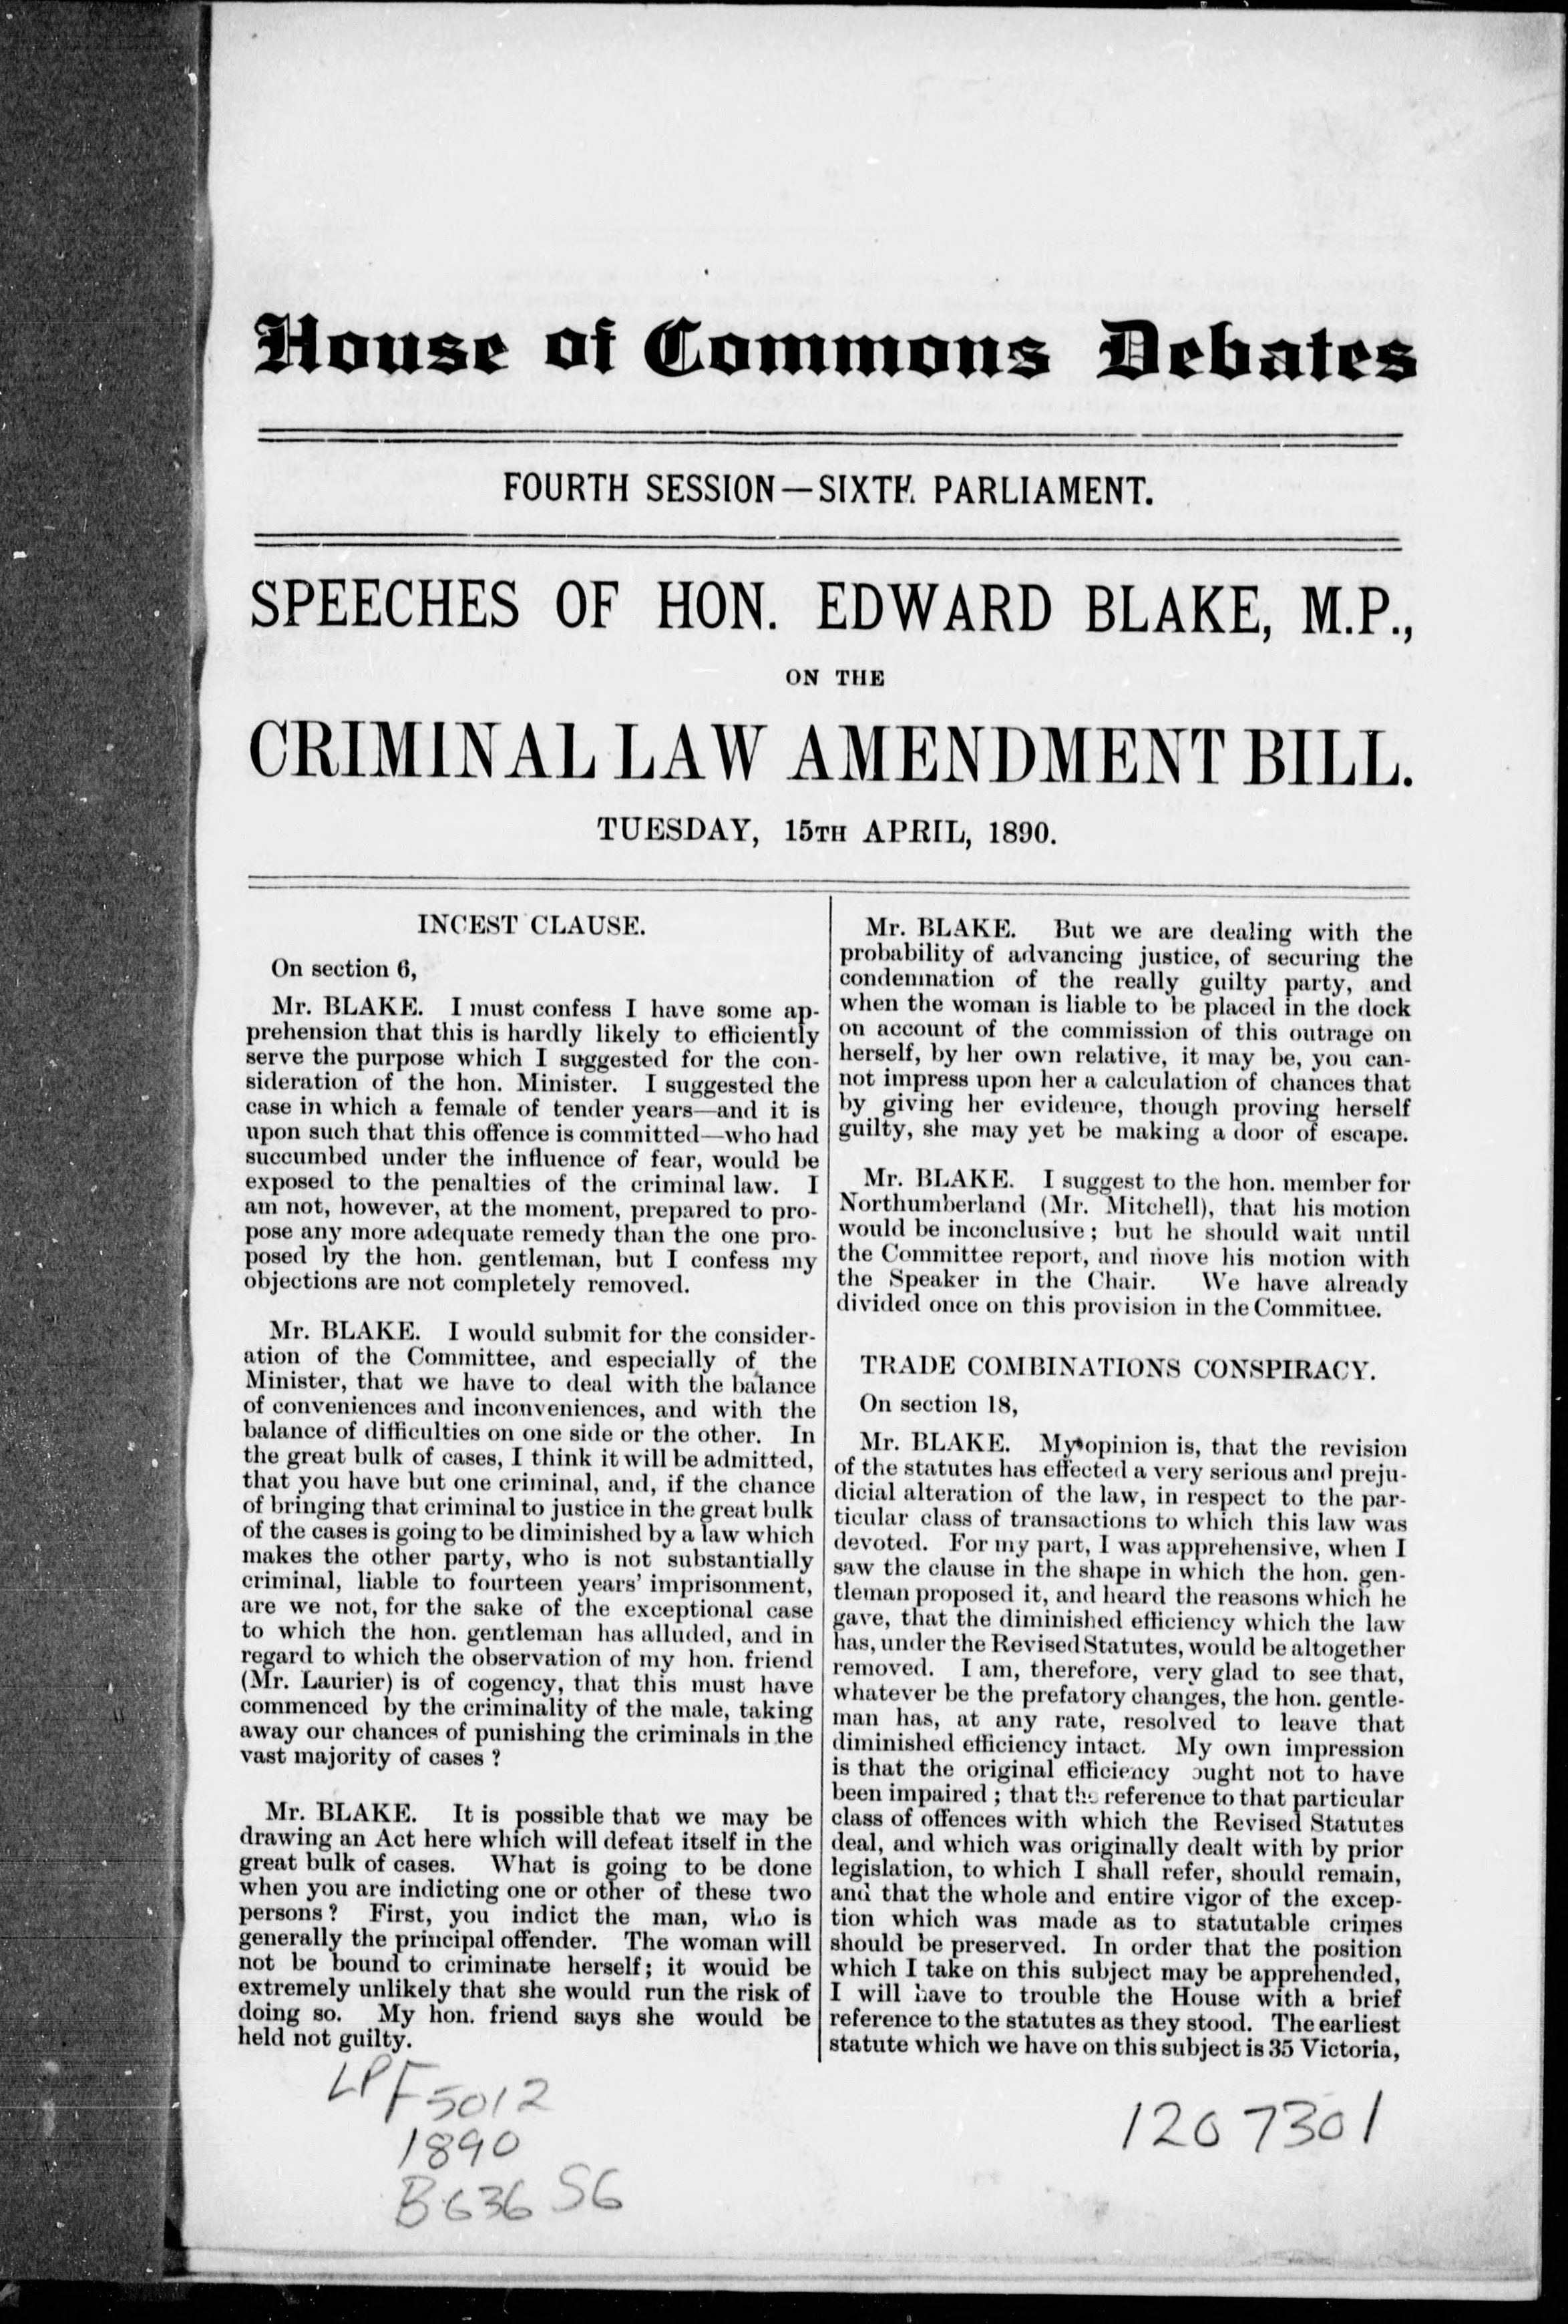 House of Commons Debates
FOURTH SESSION—SIXTH PARLIAMENT.
SPEECHES OF HON. EDWARD BLAKE, M.P.,
ON THE
CRIMINAL LAW AMENDMENT BILL.
TUESDAY, 15TH APRIL, 1890.
INCEST CLAUSE.
On section 6,
Mr. BLAKE. I must confess I have some ap-
prehension that this is hardly likely to efficiently
serve the purpose which I suggested for the con-
sideration of the hon. Minister. I suggested the
case in which a female of tender years—and it is
upon such that this offence is committed—who had
succumbed under the influence of fear, would be
exposed to the penalties of the criminal law. I
am not, however, at the moment, prepared to pro-
pose any more adequate remedy than the one pro-
posed by the hon. gentleman, but I confess my
objections are not completely removed.
Mr. BLAKE. I would submit for the consider-
ation of the Committee, and especially of the
Minister, that we have to deal with the balance
of conveniences and inconveniences, and with the
balance of difficulties on one side or the other. In
the great bulk of cases, I think it will be admitted,
that you have but one criminal, and, if the chance
of bringing that criminal to justice in the great bulk
of the cases is going to be diminished by a law which
makes the other party, who is not substantially
criminal, liable to fourteen years' imprisonment,
are we not, for the sake of the exceptional case
to which the hon. gentleman has alluded, and in
regard to which the observation of my hon. friend
(Mr. Laurier) is of cogency, that this must have
commenced by the criminality of the male, taking
away our chances of punishing the criminals in the
vast majority of cases ?
Mr. BLAKE. It is possible that we may be
drawing an Act here which will defeat itself in the
great bulk of cases. What is going to be done
when you are indicting one or other of these two
persons ? First, you indict the man, who is
generally the principal offender. The woman will
not be bound to criminate herself; it would be
extremely unlikely that she would run the risk of
doing so. My hon. friend says she would be
held not guilty.
Mr. BLAKE. But we are dealing with the
probability of advancing justice, of securing the
condemnation of the really guilty party, and
when the woman is liable to be placed in the dock
on account of the commission of this outrage on
herself, by her own relative, it may be, you can-
not impress upon her a calculation of chances that
by giving her evidence, though proving herself
guilty, she may yet be making a door of escape.
Mr. BLAKE. I suggest to the hon. member for
Northumberland (Mr. Mitchell), that his motion
would be inconclusive ; but he should wait until
the Committee report, and move his motion with
the Speaker in the Chair. We have already
divided once on this provision in the Committee.
TRADE COMBINATIONS CONSPIRACY.
On section 18,
Mr. BLAKE. My opinion is, that the revision
of the statutes has effected a very serious and preju-
dicial alteration of the law, in respect to the par-
ticular class of transactions to which this law was
devoted. For my part, I was apprehensive, when I
saw the clause in the shape in which the hon. gen-
tleman proposed it, and heard the reasons which he
gave, that the diminished efficiency which the law
has, under the Revised Statutes, would be altogether
removed. I am, therefore, very glad to see that,
whatever be the prefatory changes, the hon. gentle-
man has, at any rate, resolved to leave that
diminished efficiency intact. My own impression
is that the original efficiency ought not to have
been impaired ; that the reference to that particular
class of offences with which the Revised Statutes
deal, and which was originally dealt with by prior
legislation, to which I shall refer, should remain,
and that the whole and entire vigor of the excep-
tion which was made as to statutable crimes
should be preserved. In order that the position
which I take on this subject may be apprehended,
I will have to trouble the House with a brief
reference to the statutes as they stood. The earliest
statute which we have on this subject is 35 Victoria,
LPF5012
1890
B636 S6
1207301